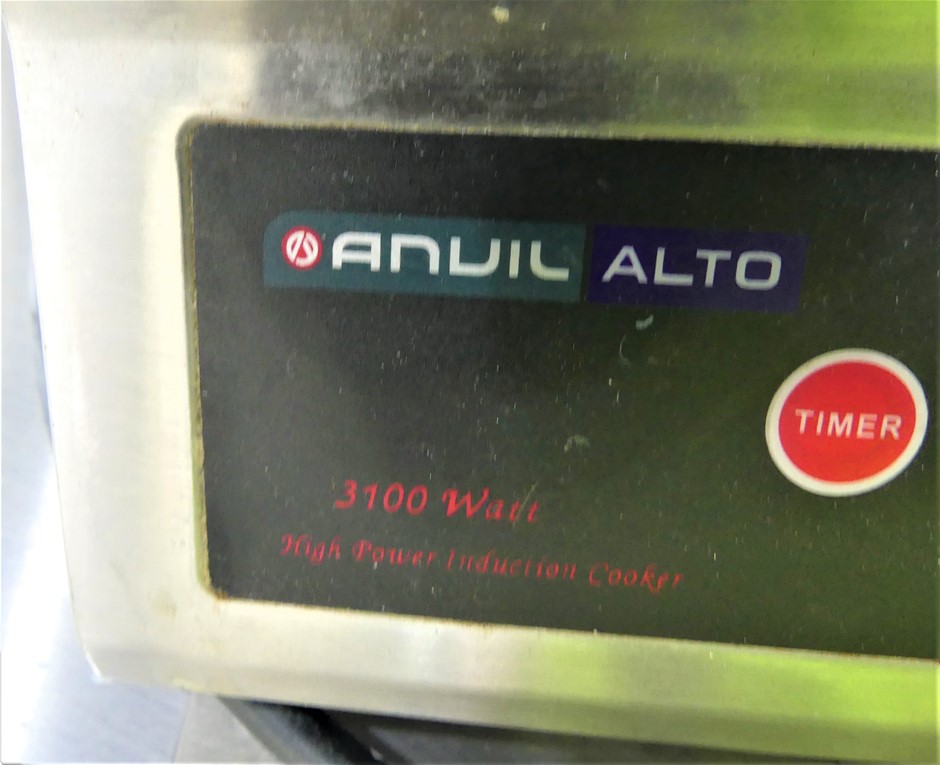 ANVIL ALTO
TIMER
3100 Watt
High Power Induction Cooker